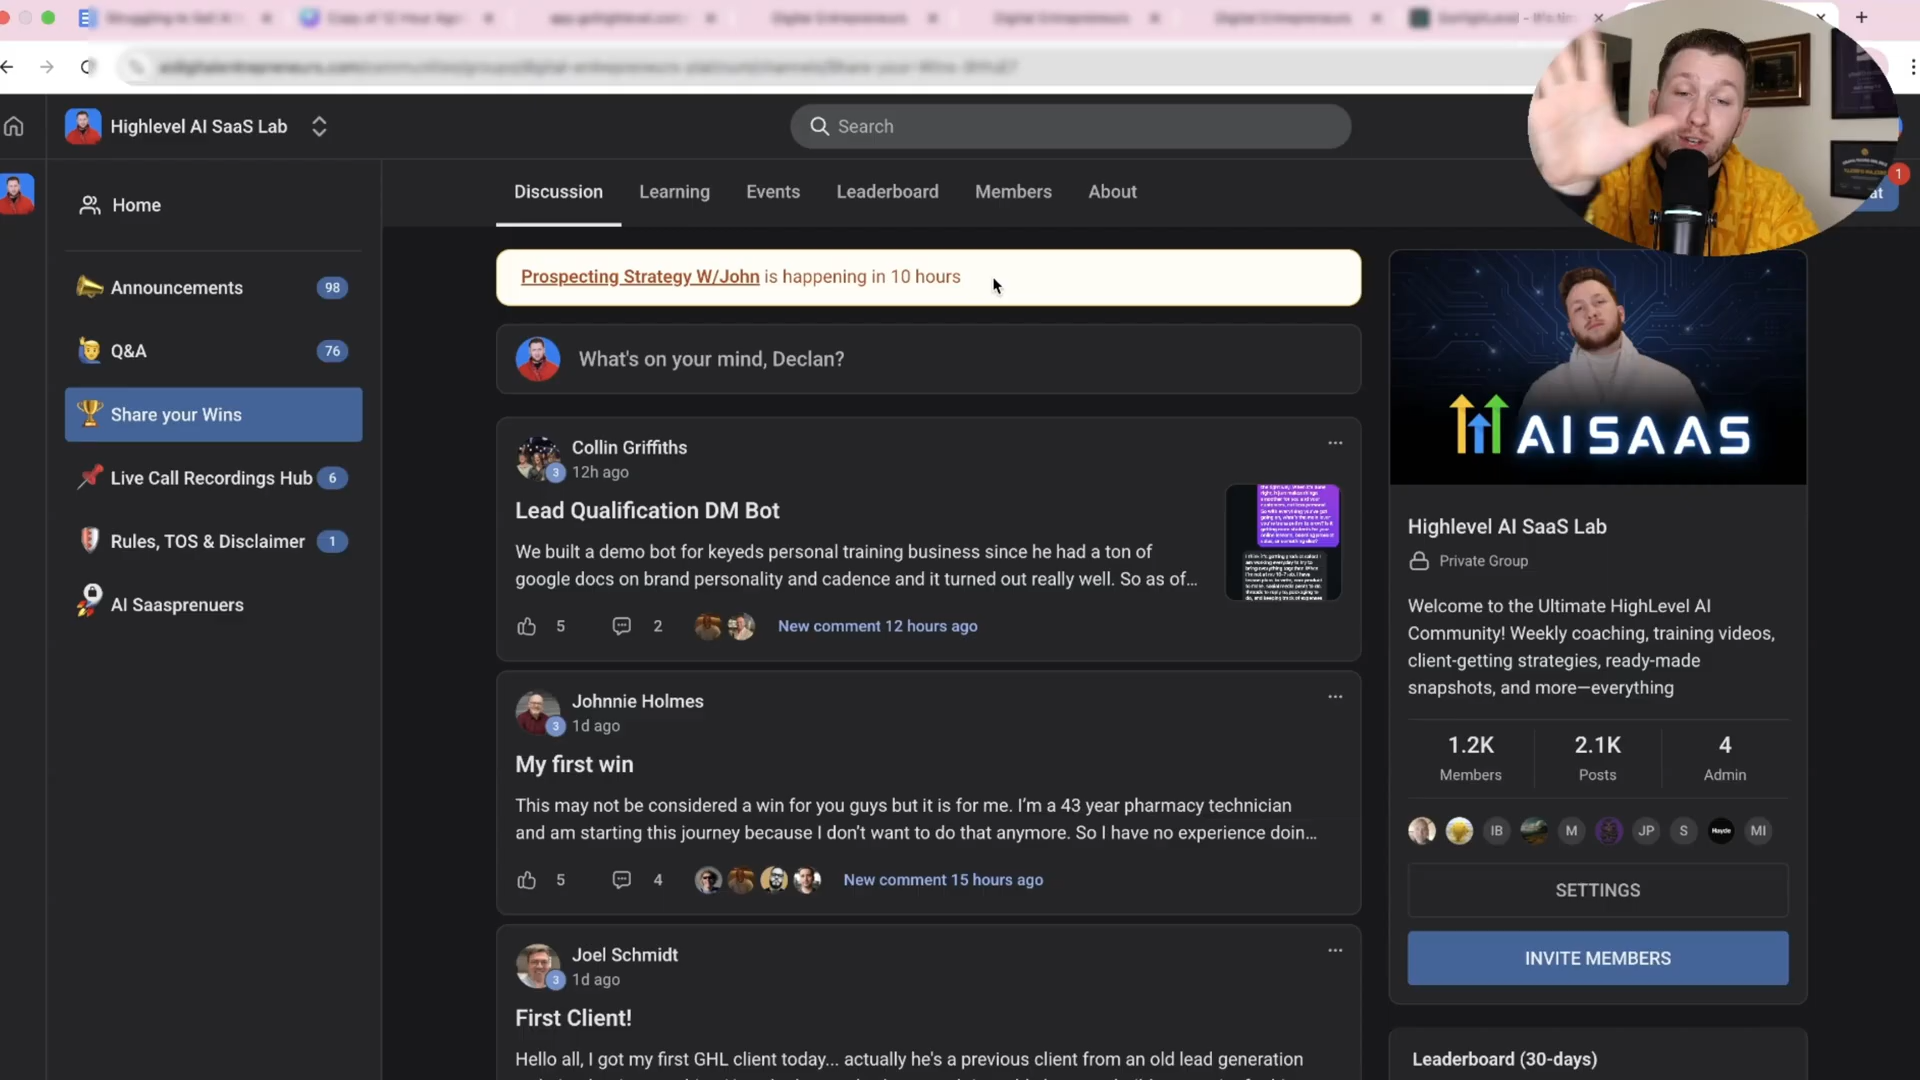 Highlevel AI SaaS Lab
Search
Home
Announcements 98
Q&A 76
Share your Wins
Live Call Recordings Hub 6
Rules, TOS & Disclaimer 1
AI Saasprenuers
Discussion Learning Events Leaderboard Members About
1
Prospecting Strategy W/John is happening in 10 hours
What's on your mind, Declan?
Collin Griffiths
3 12h ago
Lead Qualification DM Bot
We built a demo bot for keyeds personal training business since he had a ton of
google docs on brand personality and cadence and it turned out really well. So as of...
5 2 New comment 12 hours ago
Johnnie Holmes
3 1d ago
My first win
This may not be considered a win for you guys but it is for me. I'm a 43 year pharmacy technician
and am starting this journey because I don't want to do that anymore. So I have no experience doin...
5 4 New comment 15 hours ago
Joel Schmidt
3 1d ago
First Client!
Hello all, I got my first GHL client today... actually he's a previous client from an old lead generation
AI SAAS
Highlevel AI SaaS Lab
Private Group
Welcome to the Ultimate HighLevel AI
Community! Weekly coaching, training videos,
client-getting strategies, ready-made
snapshots, and more—everything
1.2K 2.1K 4
Members Posts Admin
IB M JP S Hayde MI
SETTINGS
INVITE MEMBERS
Leaderboard (30-days)